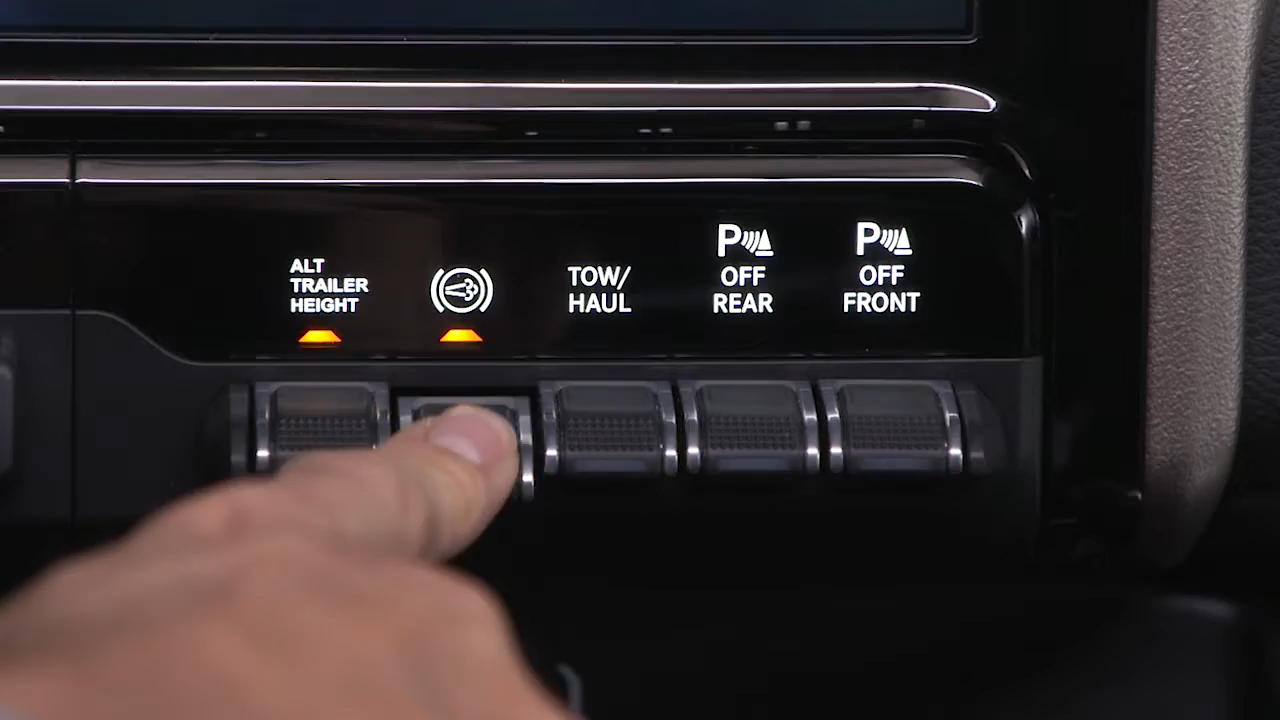 ALT
TRAILER
HEIGHT
TOW/
HAUL
P
OFF
REAR
P
OFF
FRONT